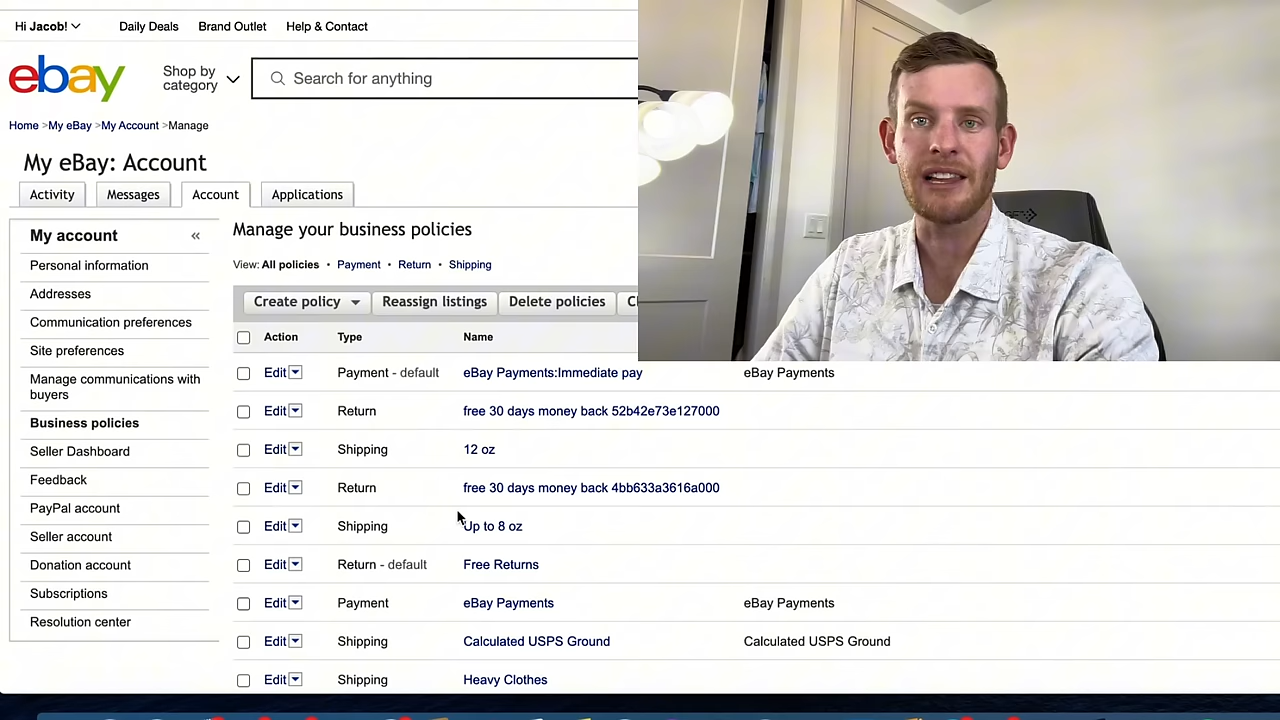 Hi Jacob!
Daily Deals
Brand Outlet
Help & Contact
ebay
Shop by
category
Search for anything
Home >My eBay >My Account >Manage
My eBay: Account
Activity
Messages
Account
Applications
My account «
Personal information
Addresses
Communication preferences
Site preferences
Manage communications with
buyers
Business policies
Seller Dashboard
Feedback
PayPal account
Seller account
Donation account
Subscriptions
Resolution center
Manage your business policies
View: All policies • Payment • Return • Shipping
Create policy
Reassign listings
Delete policies
Action Type Name
Edit Payment - default eBay Payments:Immediate pay eBay Payments
Edit Return free 30 days money back 52b42e73e127000
Edit Shipping 12 oz
Edit Return free 30 days money back 4bb633a3616a000
Edit Shipping Up to 8 oz
Edit Return - default Free Returns
Edit Payment eBay Payments eBay Payments
Edit Shipping Calculated USPS Ground Calculated USPS Ground
Edit Shipping Heavy Clothes